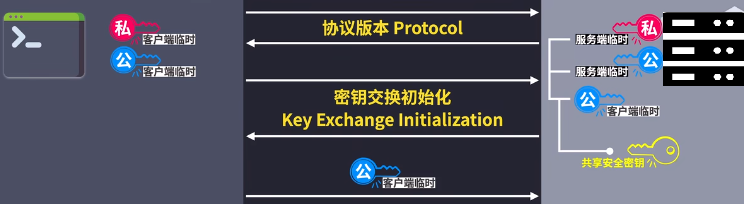 私
客户端临时
公
客户端临时
协议版本 Protocol
密钥交换初始化
Key Exchange Initialization
公
客户端临时
服务端临时
私
服务端临时
公
公
客户端临时
共享安全密钥